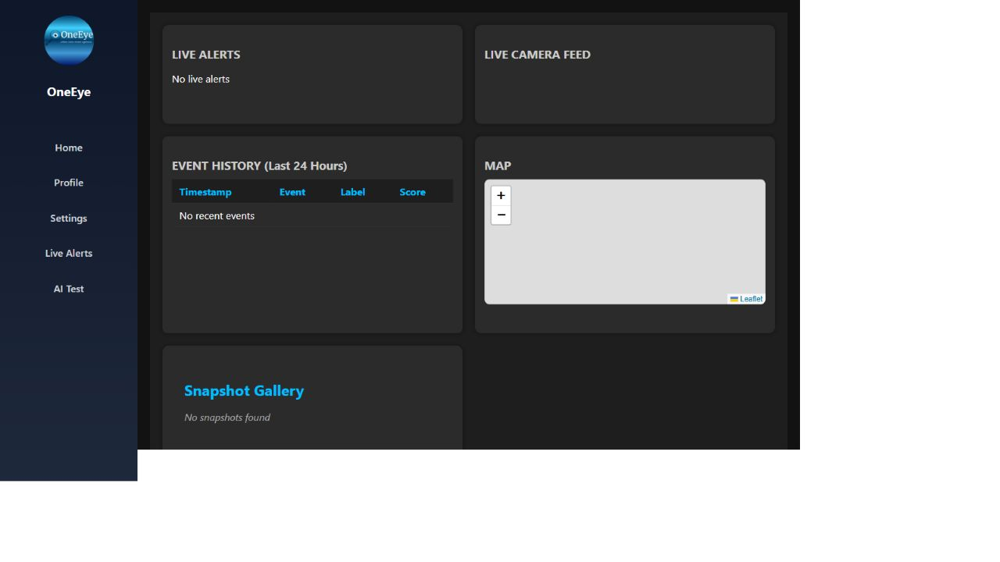 OneEye
OneEye
Home
Profile
Settings
Live Alerts
AI Test
LIVE ALERTS
No live alerts
LIVE CAMERA FEED
EVENT HISTORY (Last 24 Hours)
Timestamp Event Label Score
No recent events
MAP
+
−
Leaflet
Snapshot Gallery
No snapshots found